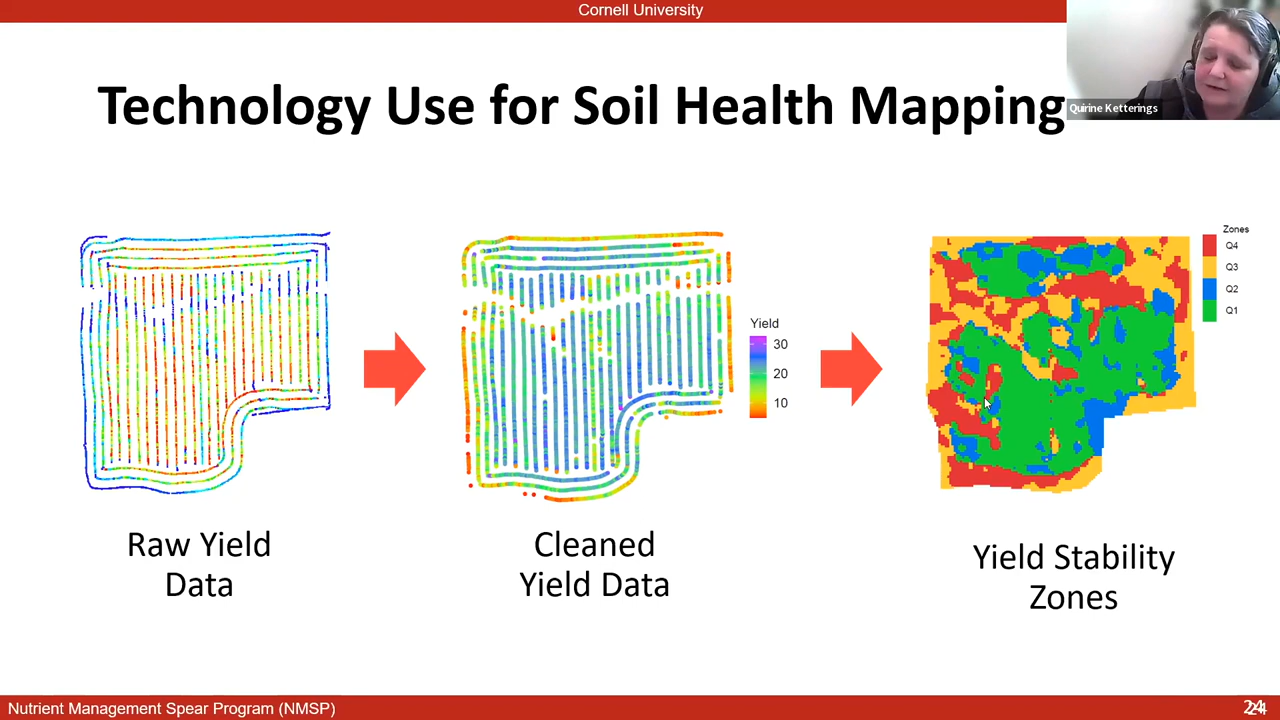 Cornell University
Technology Use for Soil Health Mapping
Quirine Ketterings
Zones
Q4
Q3
Q2
Q1
Yield
30
20
10
Raw Yield
Data
Cleaned
Yield Data
Yield Stability
Zones
Nutrient Management Spear Program (NMSP)